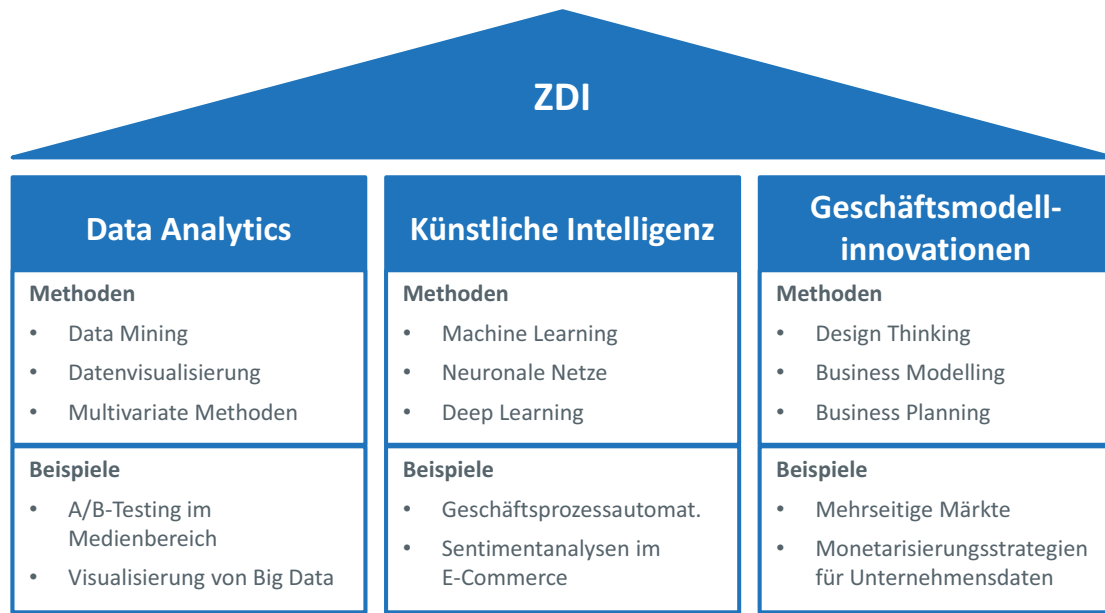 ZDI
Data Analytics
Methoden
• Data Mining
• Datenvisualisierung
• Multivariate Methoden
Beispiele
• A/B-Testing im
Medienbereich
• Visualisierung von Big Data
Künstliche Intelligenz
Methoden
• Machine Learning
• Neuronale Netze
• Deep Learning
Beispiele
• Geschäftsprozessautomat.
• Sentimentanalysen im
E-Commerce
Geschäftsmodell-
innovationen
Methoden
• Design Thinking
• Business Modelling
• Business Planning
Beispiele
• Mehrseitige Märkte
• Monetarisierungsstrategien
für Unternehmensdaten